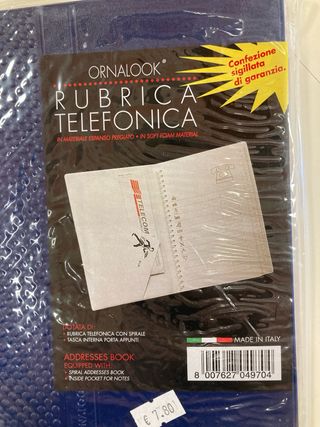 ORNALOOK®
Confezione
sigillata
di garanzia.
RUBRICA
TELEFONICA
IN MATERIALE ESPANSO PREGIATO • IN SOFT-FOAM MATERIAL
TELECOM
DOTATA DI:
• RUBRICA TELEFONICA CON SPIRALE
• TASCA INTERNA PORTA APPUNTI
MADE IN ITALY
ADDRESSES BOOK
EQUIPPED WITH:
• SPIRAL ADDRESSES BOOK
• INSIDE POCKET FOR NOTES
8 007627 049704
€ 7.80